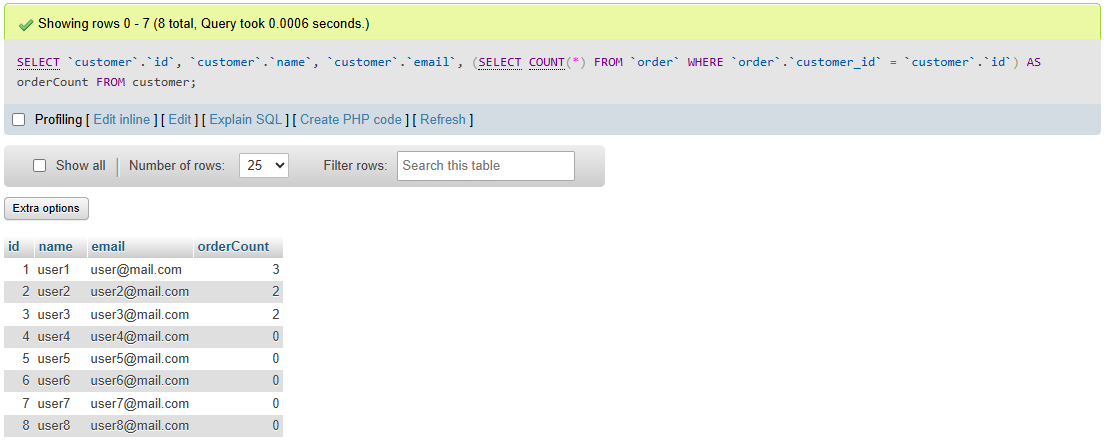 Showing rows 0 - 7 (8 total, Query took 0.0006 seconds.)
SELECT `customer`.`id`, `customer`.`name`, `customer`.`email`, (SELECT COUNT(*) FROM `order` WHERE `order`.`customer_id` = `customer`.`id`) AS
orderCount FROM customer;
Profiling [ Edit inline ] [ Edit ] [ Explain SQL ] [ Create PHP code ] [ Refresh ]
Show all | Number of rows: 25 Filter rows: Search this table
Extra options
id name email orderCount
1 user1 user@mail.com 3
2 user2 user2@mail.com 2
3 user3 user3@mail.com 2
4 user4 user4@mail.com 0
5 user5 user5@mail.com 0
6 user6 user6@mail.com 0
7 user7 user7@mail.com 0
8 user8 user8@mail.com 0